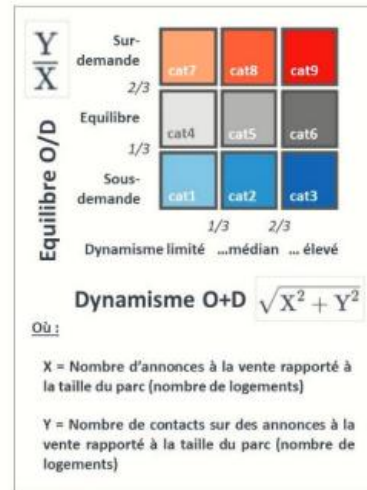 Y
X
Equilibre O/D
Sur-
demande
2/3
Equilibre
1/3
Sous-
demande
cat7 cat8 cat9
cat4 cat5 cat6
cat1 cat2 cat3
1/3 2/3
Dynamisme limité ...médian ... élevé
Dynamisme O+D √X² + Y²
Où :
X = Nombre d'annonces à la vente rapporté à
la taille du parc (nombre de logements)
Y = Nombre de contacts sur des annonces à la
vente rapporté à la taille du parc (nombre de
logements)